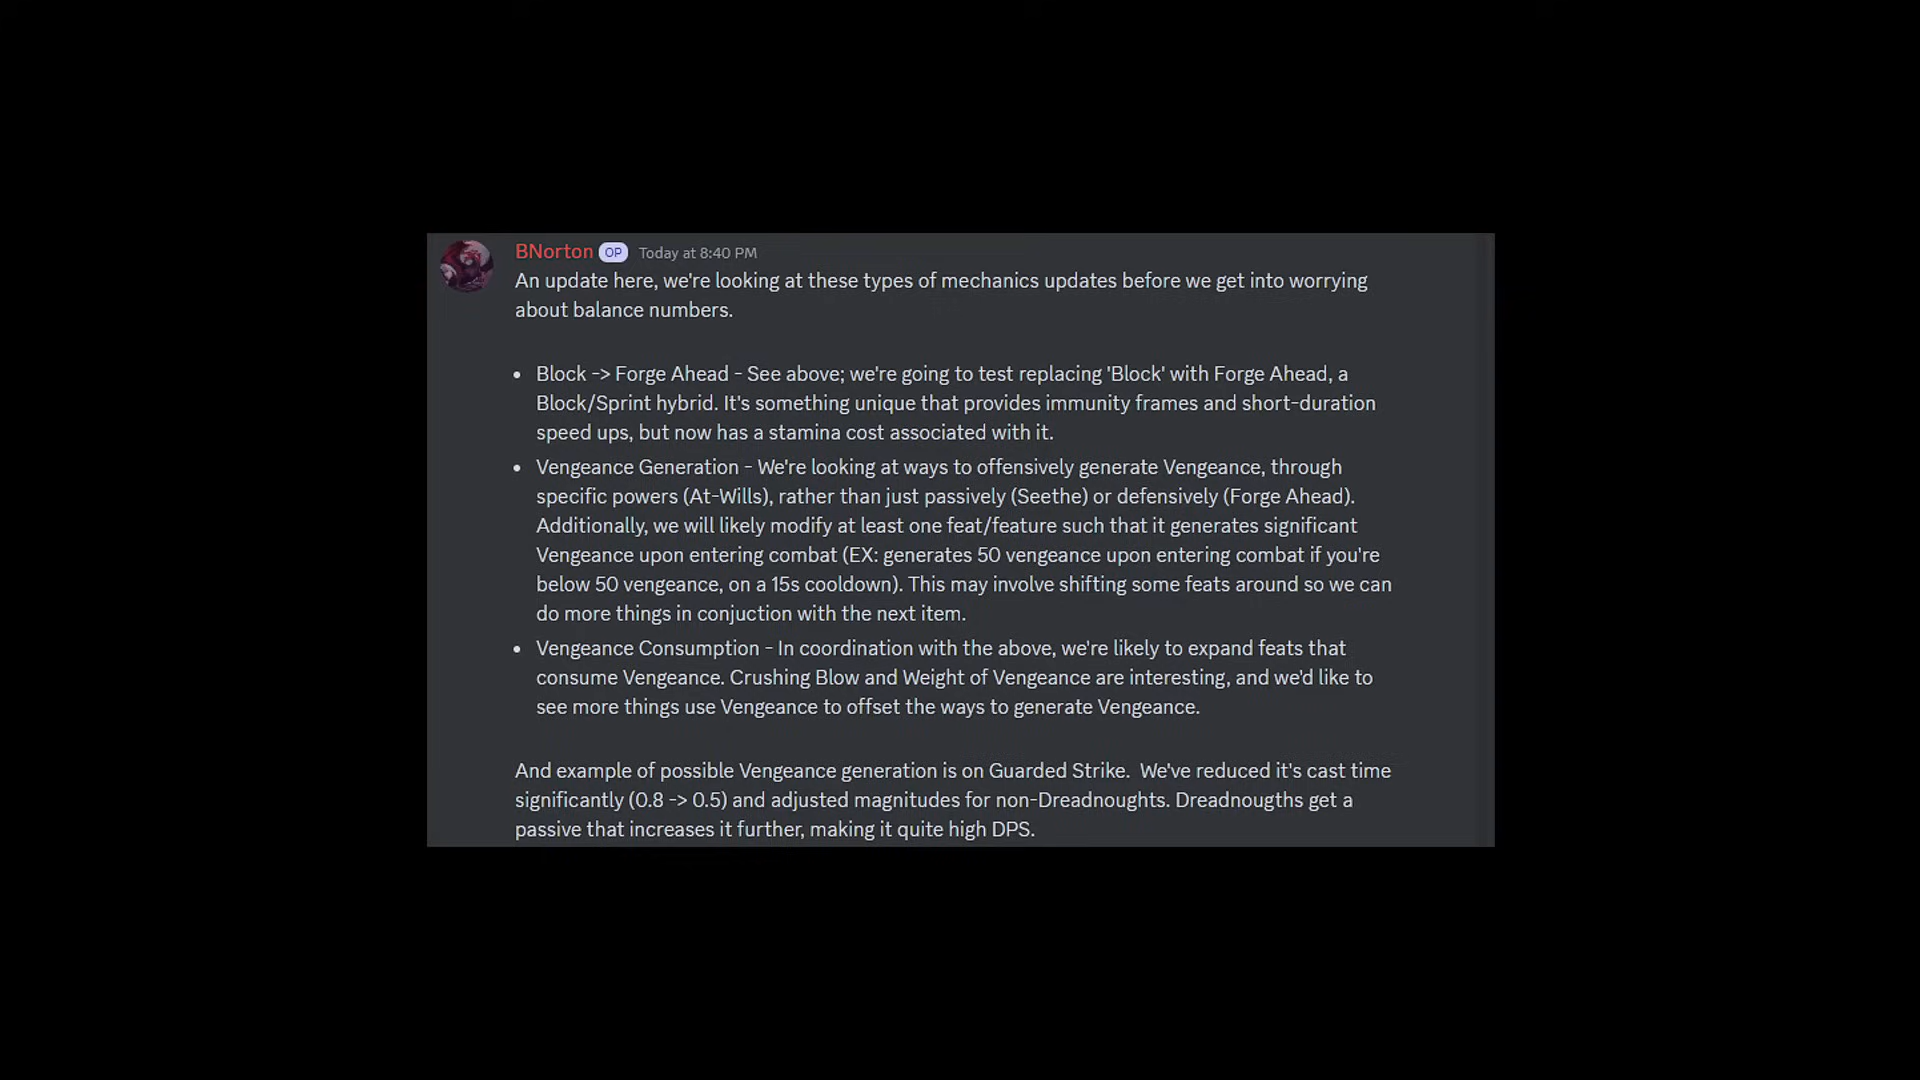 BNorton OP Today at 8:40 PM
An update here, we're looking at these types of mechanics updates before we get into worrying
about balance numbers.
• Block -> Forge Ahead - See above; we're going to test replacing 'Block' with Forge Ahead, a
Block/Sprint hybrid. It's something unique that provides immunity frames and short-duration
speed ups, but now has a stamina cost associated with it.
• Vengeance Generation - We're looking at ways to offensively generate Vengeance, through
specific powers (At-Wills), rather than just passively (Seethe) or defensively (Forge Ahead).
Additionally, we will likely modify at least one feat/feature such that it generates significant
Vengeance upon entering combat (EX: generates 50 vengeance upon entering combat if you're
below 50 vengeance, on a 15s cooldown). This may involve shifting some feats around so we can
do more things in conjuction with the next item.
• Vengeance Consumption - In coordination with the above, we're likely to expand feats that
consume Vengeance. Crushing Blow and Weight of Vengeance are interesting, and we'd like to
see more things use Vengeance to offset the ways to generate Vengeance.
And example of possible Vengeance generation is on Guarded Strike.  We've reduced it's cast time
significantly (0.8 -> 0.5) and adjusted magnitudes for non-Dreadnoughts. Dreadnougths get a
passive that increases it further, making it quite high DPS.